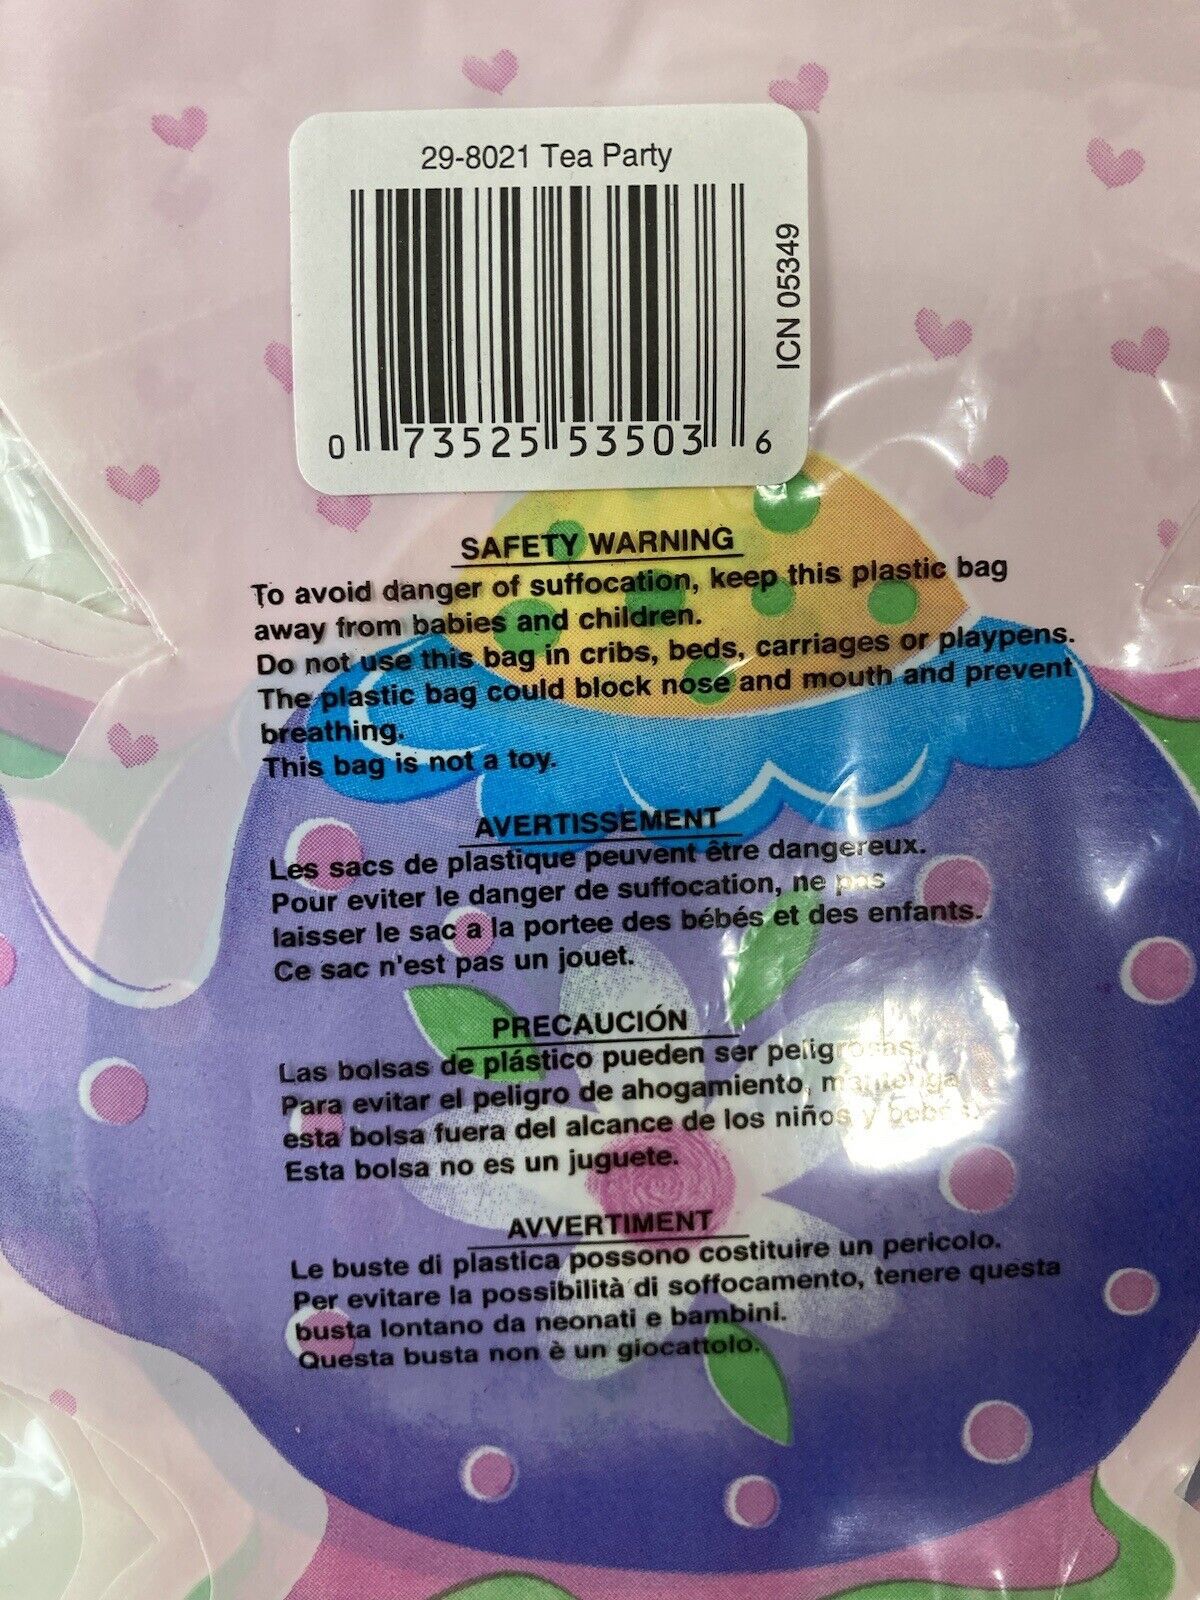 29-8021 Tea Party
ICN 05349
0 73525 53503 6
SAFETY WARNING
To avoid danger of suffocation, keep this plastic bag
away from babies and children.
Do not use this bag in cribs, beds, carriages or playpens.
The plastic bag could block nose and mouth and prevent
breathing.
This bag is not a toy.
AVERTISSEMENT
Les sacs de plastique peuvent être dangereux.
Pour eviter le danger de suffocation, ne pas
laisser le sac a la portee des bébés et des enfants.
Ce sac n'est pas un jouet.
PRECAUCIÓN
Las bolsas de plástico pueden ser peligrosas.
Para evitar el peligro de ahogamiento, mantenga
esta bolsa fuera del alcance de los niños y bebés.
Esta bolsa no es un juguete.
AVVERTIMENT
Le buste di plastica possono costituire un pericolo.
Per evitare la possibilità di soffocamento, tenere questa
busta lontano da neonati e bambini.
Questa busta non è un giocattolo.